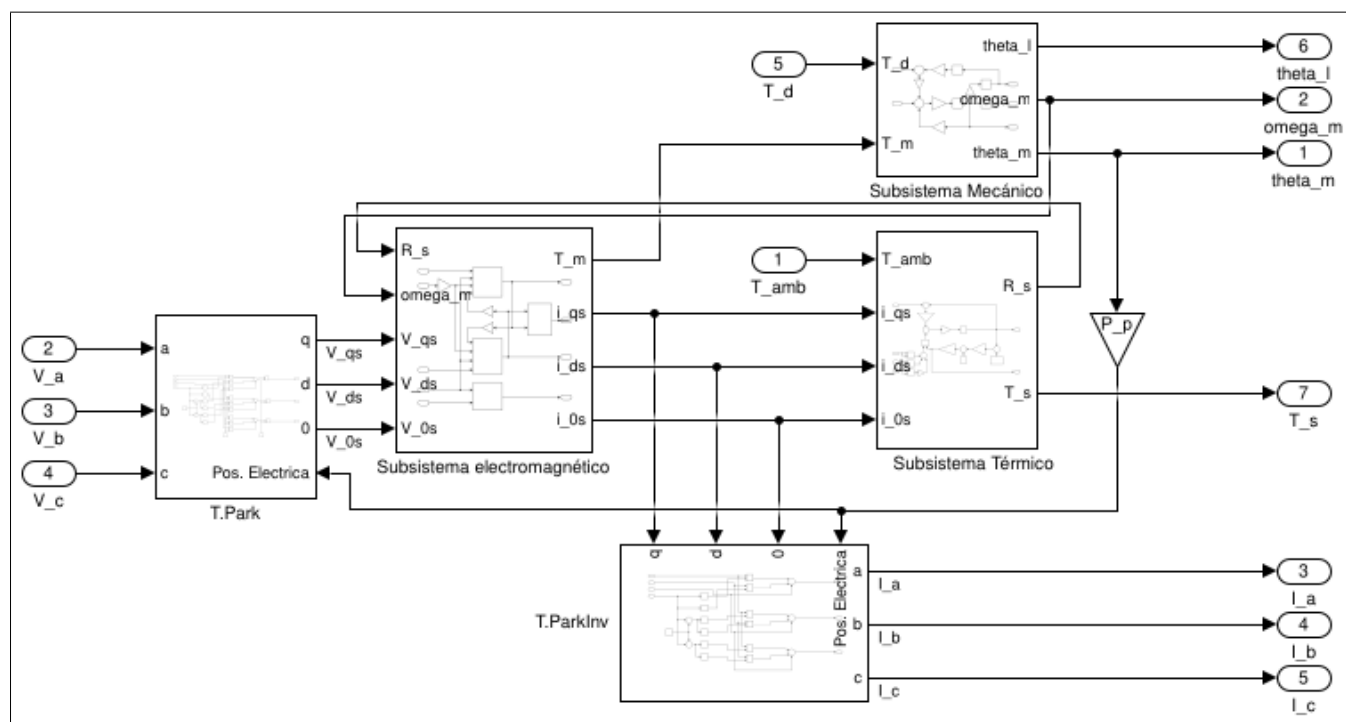 theta_l
6
theta_l
5
T_d
T_d
omega_m
2
omega_m
T_m
theta_m
1
theta_m
Subsistema Mecánico
R_s
T_m
1
T_amb
T_amb
R_s
omega_m
i_qs
i_qs
P_p
2
V_a
a
q
V_qs
V_qs
i_ds
i_ds
3
V_b
b
d
V_ds
V_ds
T_s
7
T_s
4
V_c
c
0
V_0s
V_0s
i_0s
i_0s
Pos. Electrica
Subsistema electromagnético
Subsistema Térmico
T.Park
q
d
0
Pos. Electrica
T.ParkInv
a
I_a
3
I_a
b
I_b
4
I_b
c
I_c
5
I_c